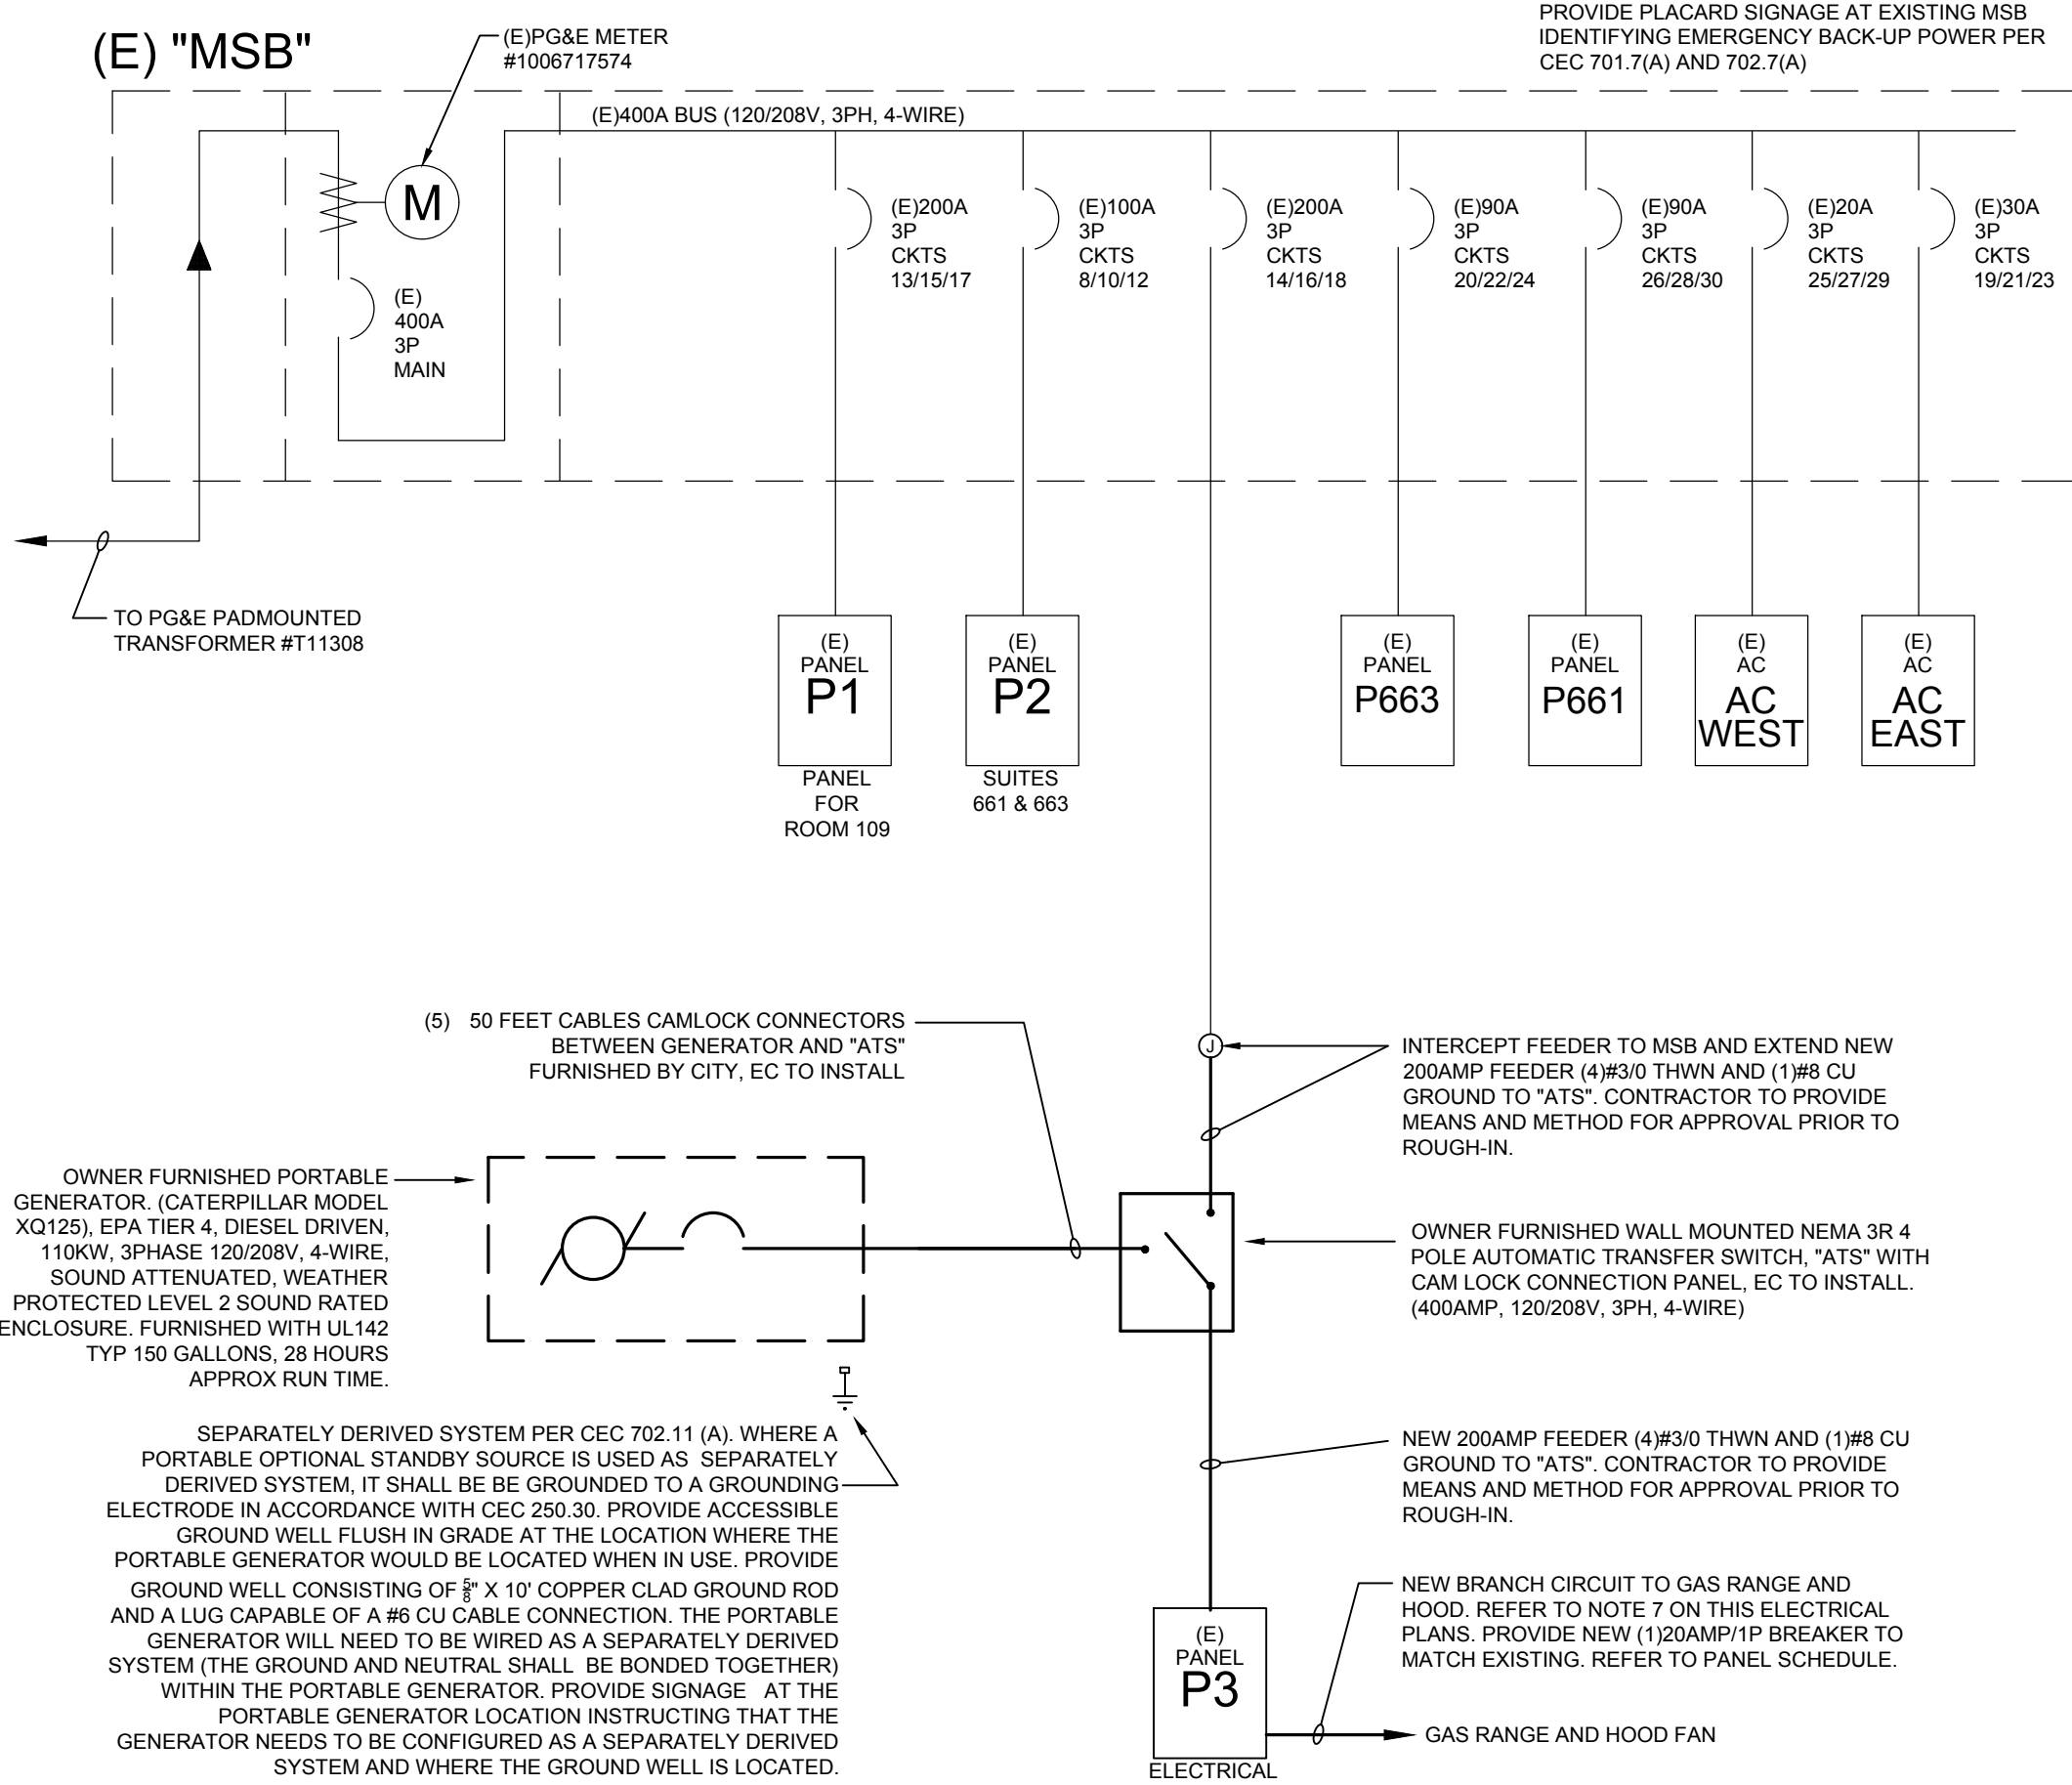 (E) "MSB"
(E)PG&E METER
#1006717574
PROVIDE PLACARD SIGNAGE AT EXISTING MSB
IDENTIFYING EMERGENCY BACK-UP POWER PER
CEC 701.7(A) AND 702.7(A)
(E)400A BUS (120/208V, 3PH, 4-WIRE)
M
(E)
400A
3P
MAIN
(E)200A
3P
CKTS
13/15/17
(E)100A
3P
CKTS
8/10/12
(E)200A
3P
CKTS
14/16/18
(E)90A
3P
CKTS
20/22/24
(E)90A
3P
CKTS
26/28/30
(E)20A
3P
CKTS
25/27/29
(E)30A
3P
CKTS
19/21/23
TO PG&E PADMOUNTED
TRANSFORMER #T11308
(E)
PANEL
P1
PANEL
FOR
ROOM 109
(E)
PANEL
P2
SUITES
661 & 663
(E)
PANEL
P663
(E)
PANEL
P661
(E)
AC
AC
WEST
(E)
AC
AC
EAST
(5) 50 FEET CABLES CAMLOCK CONNECTORS
BETWEEN GENERATOR AND "ATS"
FURNISHED BY CITY, EC TO INSTALL
J
INTERCEPT FEEDER TO MSB AND EXTEND NEW
200AMP FEEDER (4)#3/0 THWN AND (1)#8 CU
GROUND TO "ATS". CONTRACTOR TO PROVIDE
MEANS AND METHOD FOR APPROVAL PRIOR TO
ROUGH-IN.
OWNER FURNISHED PORTABLE
GENERATOR. (CATERPILLAR MODEL
XQ125), EPA TIER 4, DIESEL DRIVEN,
110KW, 3PHASE 120/208V, 4-WIRE,
SOUND ATTENUATED, WEATHER
PROTECTED LEVEL 2 SOUND RATED
ENCLOSURE. FURNISHED WITH UL142
TYP 150 GALLONS, 28 HOURS
APPROX RUN TIME.
OWNER FURNISHED WALL MOUNTED NEMA 3R 4
POLE AUTOMATIC TRANSFER SWITCH, "ATS" WITH
CAM LOCK CONNECTION PANEL, EC TO INSTALL.
(400AMP, 120/208V, 3PH, 4-WIRE)
SEPARATELY DERIVED SYSTEM PER CEC 702.11 (A). WHERE A
PORTABLE OPTIONAL STANDBY SOURCE IS USED AS SEPARATELY
DERIVED SYSTEM, IT SHALL BE BE GROUNDED TO A GROUNDING
ELECTRODE IN ACCORDANCE WITH CEC 250.30. PROVIDE ACCESSIBLE
GROUND WELL FLUSH IN GRADE AT THE LOCATION WHERE THE
PORTABLE GENERATOR WOULD BE LOCATED WHEN IN USE. PROVIDE
GROUND WELL CONSISTING OF 5/8" X 10' COPPER CLAD GROUND ROD
AND A LUG CAPABLE OF A #6 CU CABLE CONNECTION. THE PORTABLE
GENERATOR WILL NEED TO BE WIRED AS A SEPARATELY DERIVED
SYSTEM (THE GROUND AND NEUTRAL SHALL BE BONDED TOGETHER)
WITHIN THE PORTABLE GENERATOR. PROVIDE SIGNAGE AT THE
PORTABLE GENERATOR LOCATION INSTRUCTING THAT THE
GENERATOR NEEDS TO BE CONFIGURED AS A SEPARATELY DERIVED
SYSTEM AND WHERE THE GROUND WELL IS LOCATED.
NEW 200AMP FEEDER (4)#3/0 THWN AND (1)#8 CU
GROUND TO "ATS". CONTRACTOR TO PROVIDE
MEANS AND METHOD FOR APPROVAL PRIOR TO
ROUGH-IN.
NEW BRANCH CIRCUIT TO GAS RANGE AND
HOOD. REFER TO NOTE 7 ON THIS ELECTRICAL
PLANS. PROVIDE NEW (1)20AMP/1P BREAKER TO
MATCH EXISTING. REFER TO PANEL SCHEDULE.
(E)
PANEL
P3
ELECTRICAL
GAS RANGE AND HOOD FAN